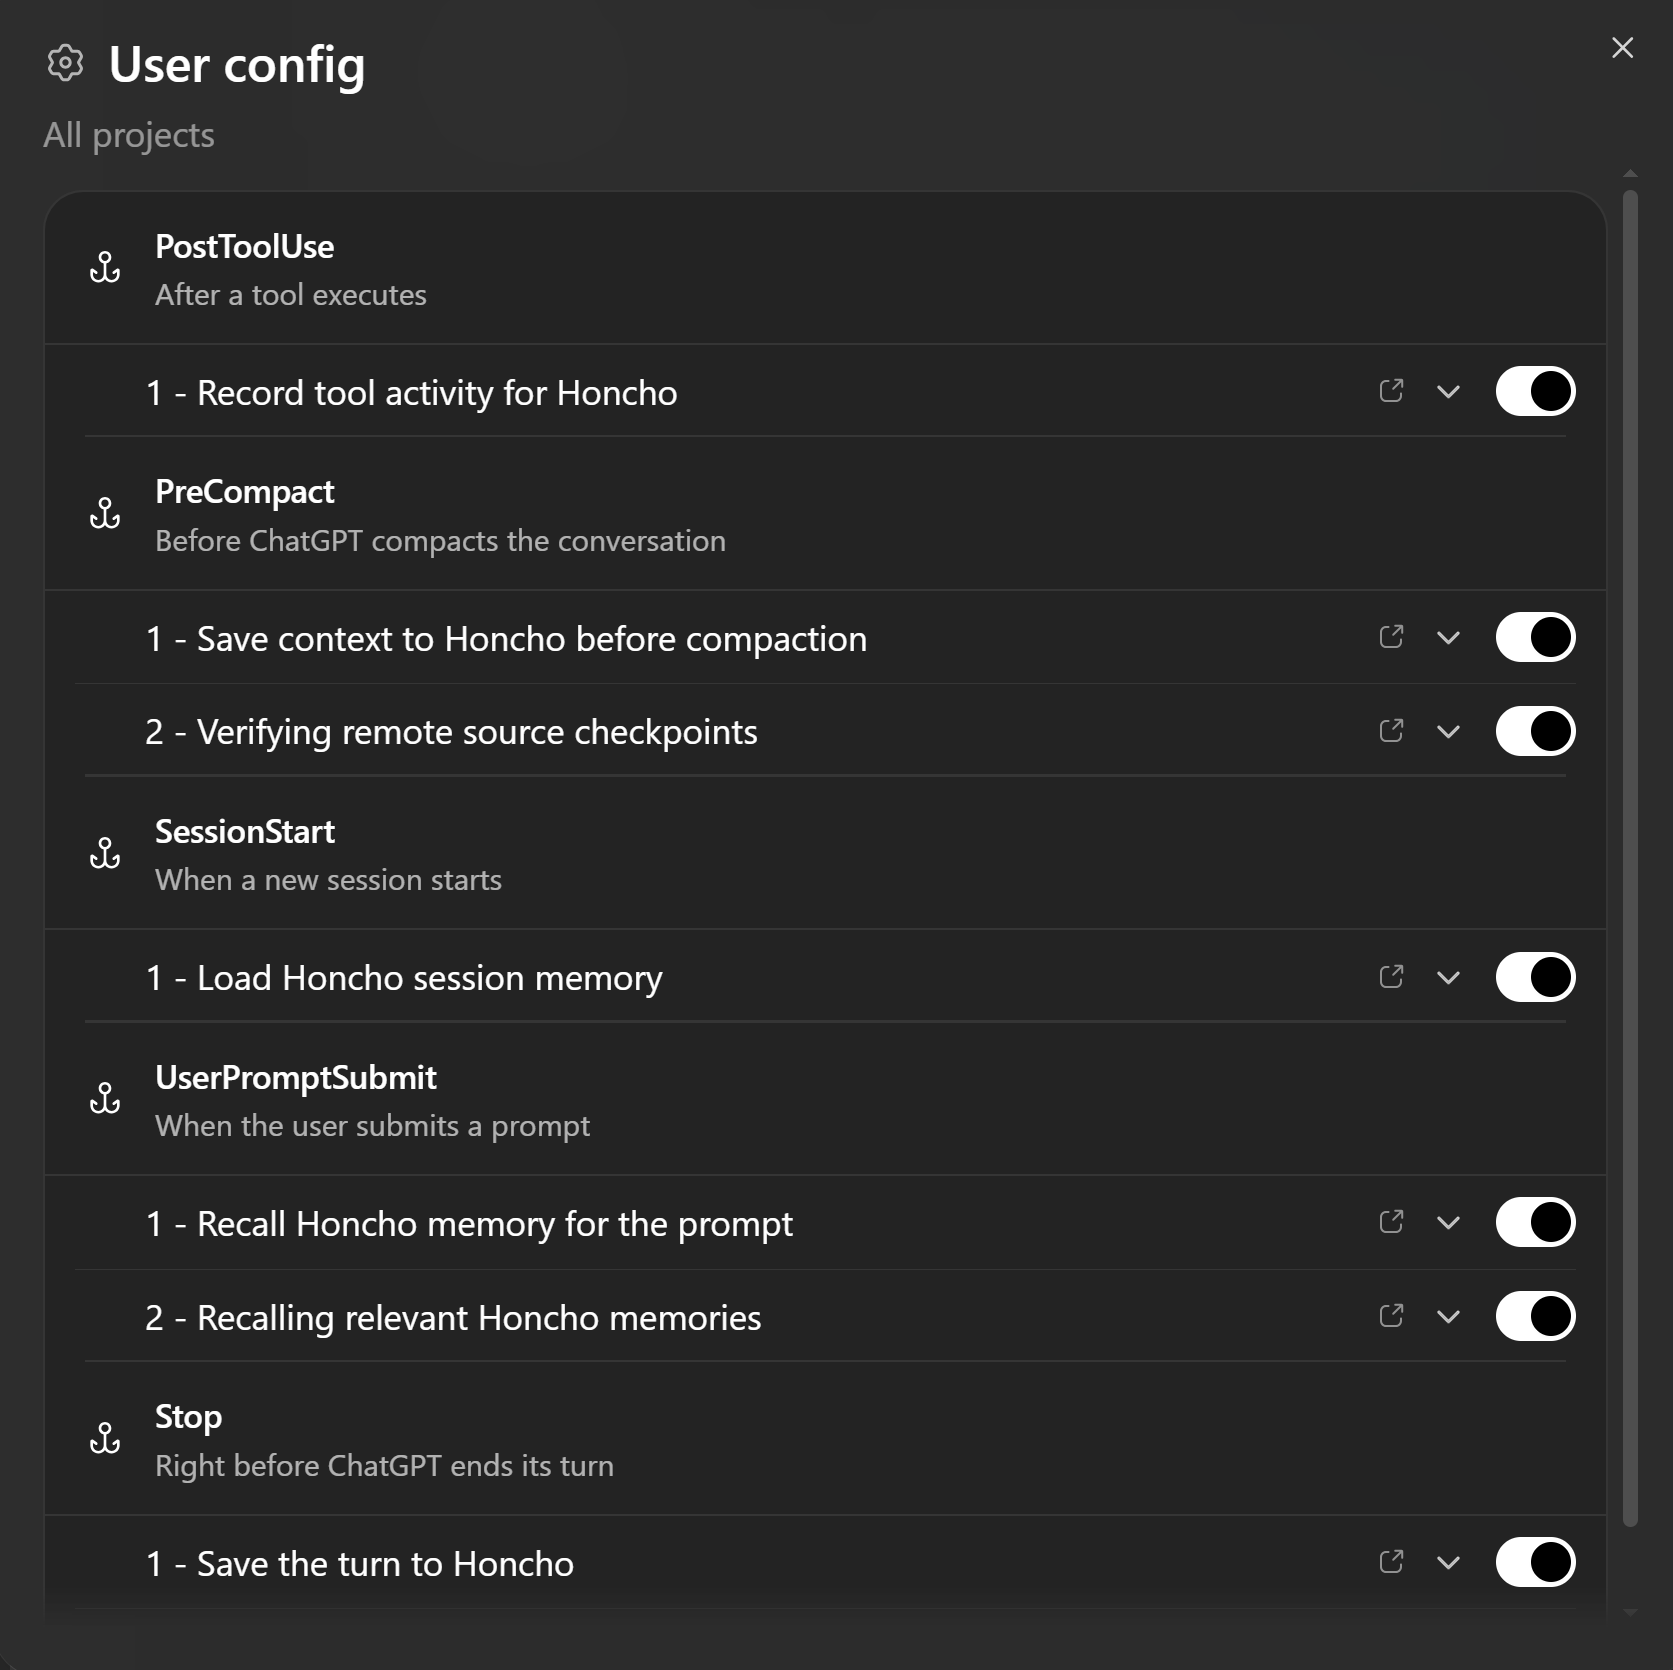 User config
All projects
PostToolUse
After a tool executes
1 - Record tool activity for Honcho
PreCompact
Before ChatGPT compacts the conversation
1 - Save context to Honcho before compaction
2 - Verifying remote source checkpoints
SessionStart
When a new session starts
1 - Load Honcho session memory
UserPromptSubmit
When the user submits a prompt
1 - Recall Honcho memory for the prompt
2 - Recalling relevant Honcho memories
Stop
Right before ChatGPT ends its turn
1 - Save the turn to Honcho